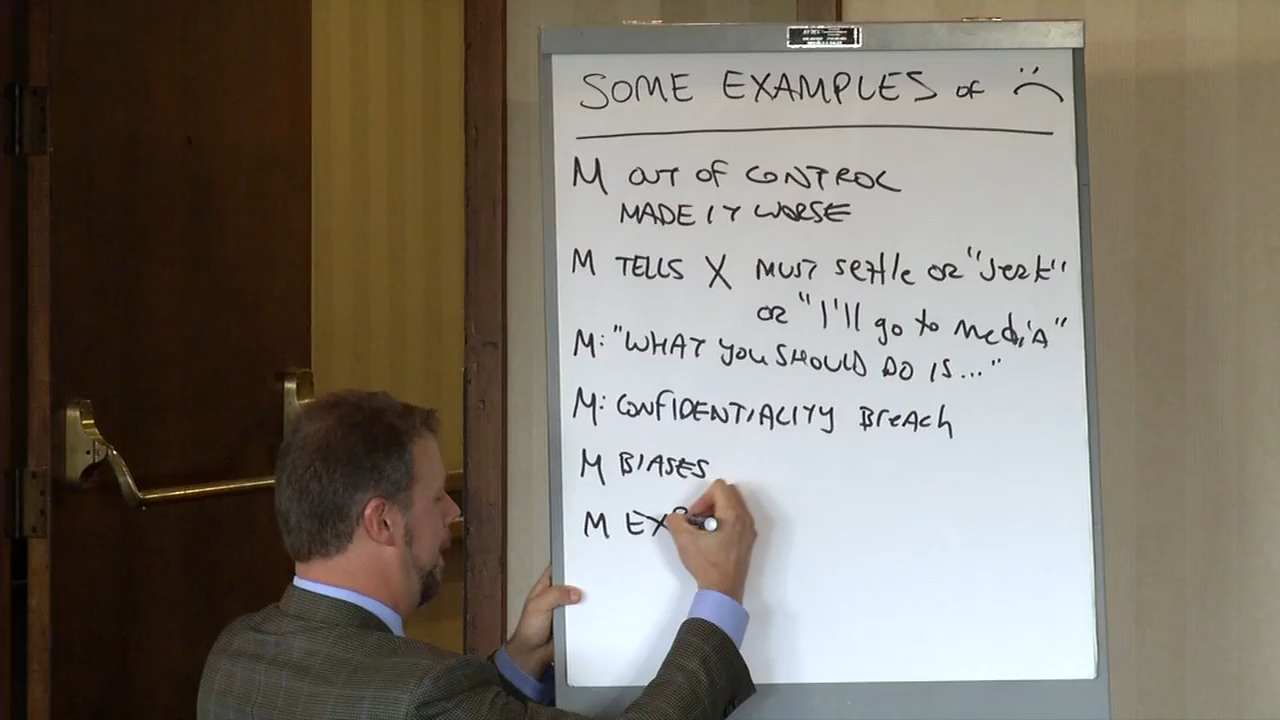 SOME EXAMPLES OF
M OUT OF CONTROL
MADE IT WORSE
M TELLS X MUST settle or "Jerk"
or "I'll go to media"
M: "WHAT YOU SHOULD DO IS..."
M: CONFIDENTIALITY Breach
M BIASES
M EX